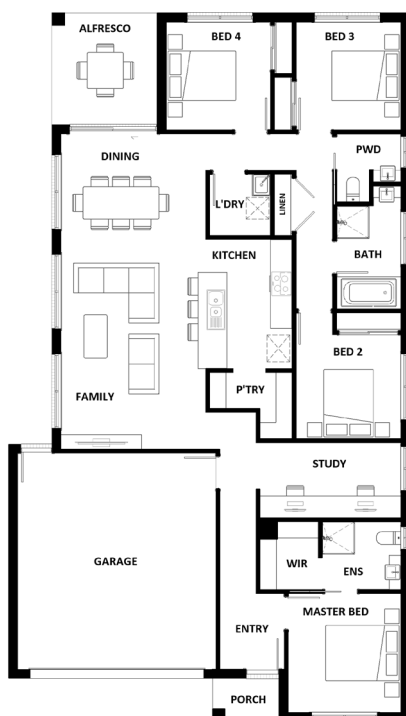 ALFRESCO
BED 4
BED 3
DINING
PWD
L'DRY
LINEN
KITCHEN
BATH
BED 2
P'TRY
FAMILY
STUDY
GARAGE
WIR
ENS
MASTER BED
ENTRY
PORCH